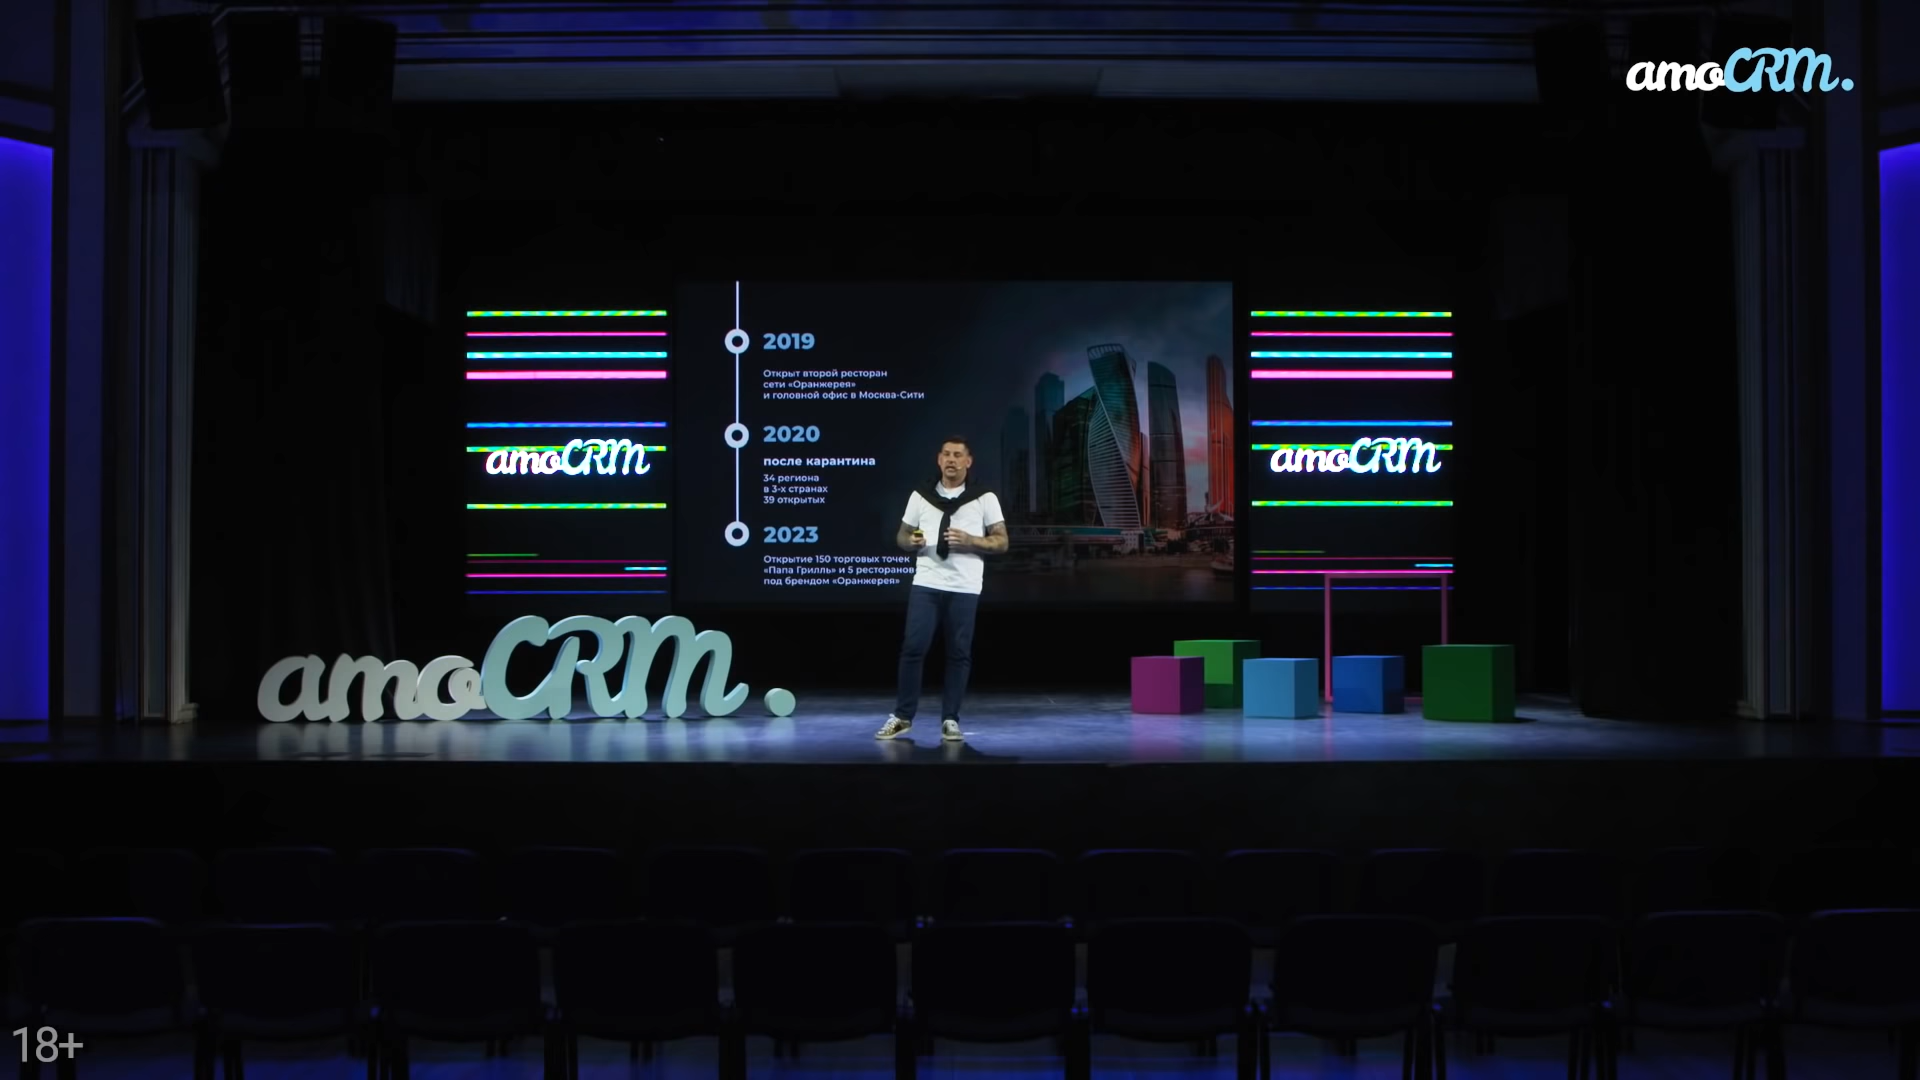 amoCRM.
2019
Открыт второй ресторан
сети «Оранжерея»
и головной офис в Москва-Сити
2020
после карантина
34 региона
в 3-х странах
39 открытых
2023
Открытие 150 торговых точек
«Папа Грилль» и 5 ресторанов
под брендом «Оранжерея»
amoCRM
amoCRM
amoCRM.
18+